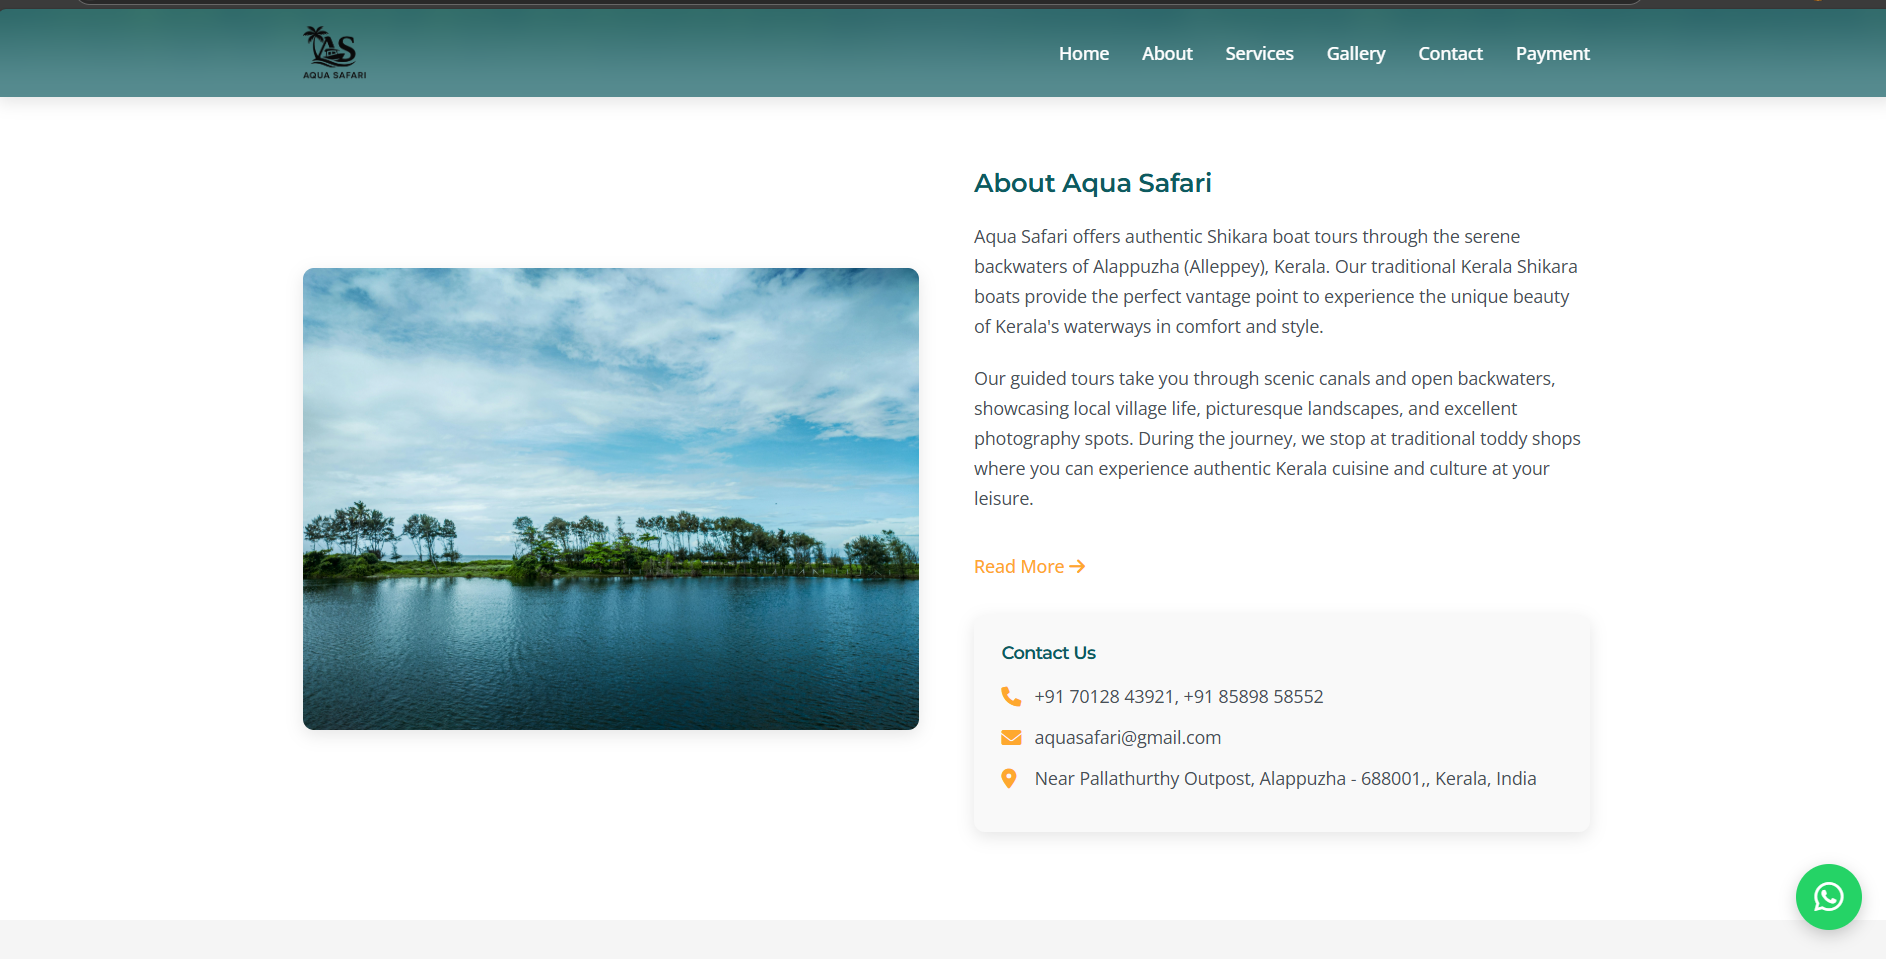 AS
AQUA SAFARI
Home About Services Gallery Contact Payment
About Aqua Safari
Aqua Safari offers authentic Shikara boat tours through the serene
backwaters of Alappuzha (Alleppey), Kerala. Our traditional Kerala Shikara
boats provide the perfect vantage point to experience the unique beauty
of Kerala's waterways in comfort and style.
Our guided tours take you through scenic canals and open backwaters,
showcasing local village life, picturesque landscapes, and excellent
photography spots. During the journey, we stop at traditional toddy shops
where you can experience authentic Kerala cuisine and culture at your
leisure.
Read More
Contact Us
+91 70128 43921, +91 85898 58552
aquasafari@gmail.com
Near Pallathurthy Outpost, Alappuzha - 688001,, Kerala, India